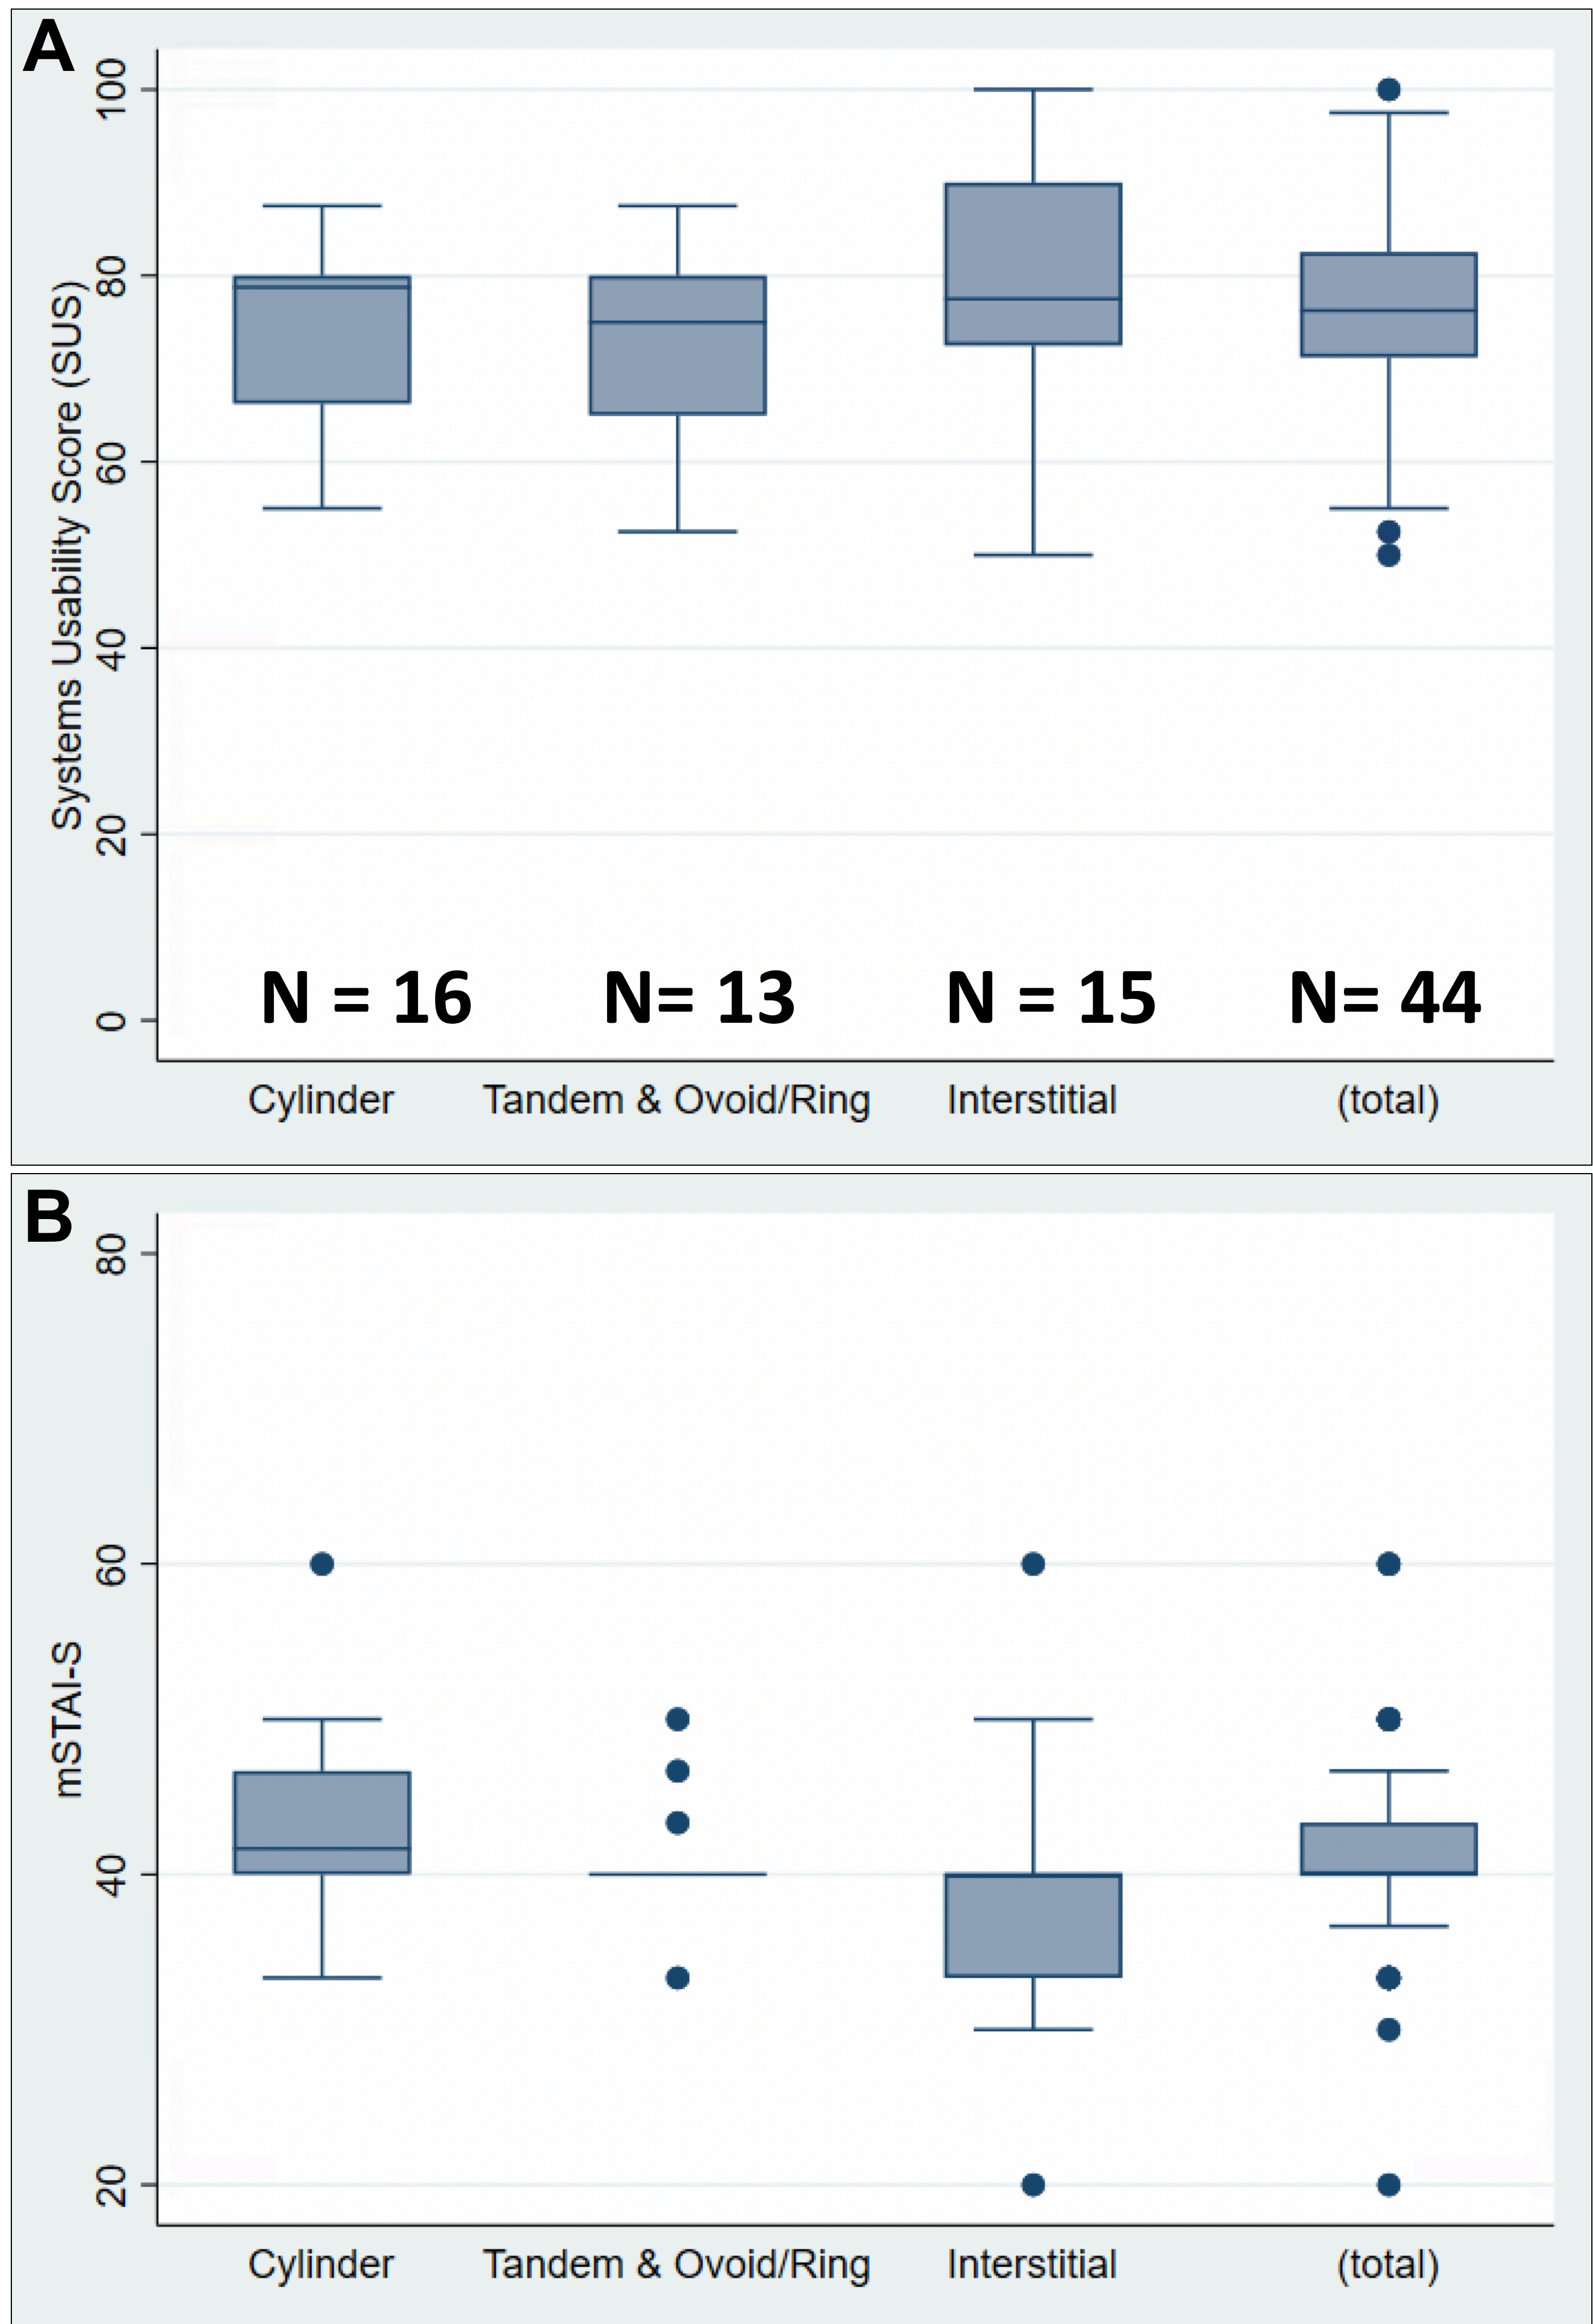 A
Systems Usability Score (SUS)
100
80
60
40
20
0
N = 16 N= 13 N = 15 N= 44
Cylinder Tandem & Ovoid/Ring Interstitial (total)
B
mSTAI-S
80
60
40
20
Cylinder Tandem & Ovoid/Ring Interstitial (total)